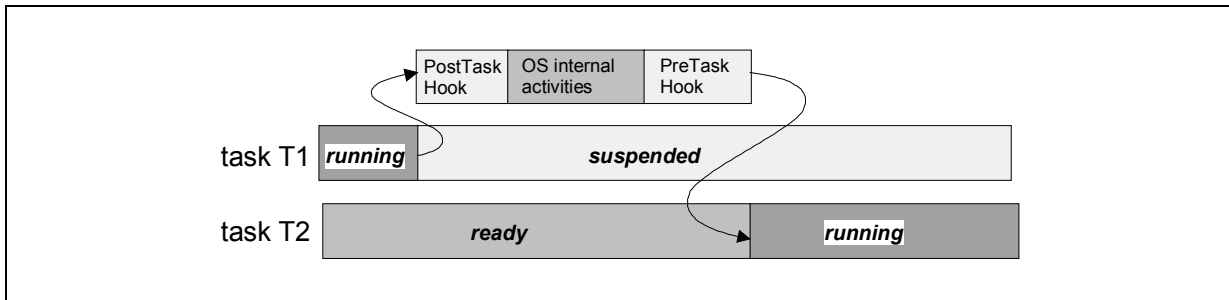 PostTask
Hook
OS internal
activities
PreTask
Hook
task T1
running
suspended
task T2
ready
running